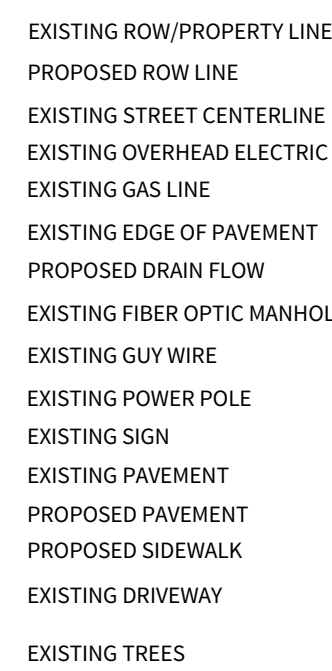 EXISTING ROW/PROPERTY LINE
PROPOSED ROW LINE
EXISTING STREET CENTERLINE
EXISTING OVERHEAD ELECTRIC
EXISTING GAS LINE
EXISTING EDGE OF PAVEMENT
PROPOSED DRAIN FLOW
EXISTING FIBER OPTIC MANHOL
EXISTING GUY WIRE
EXISTING POWER POLE
EXISTING SIGN
EXISTING PAVEMENT
PROPOSED PAVEMENT
PROPOSED SIDEWALK
EXISTING DRIVEWAY
EXISTING TREES